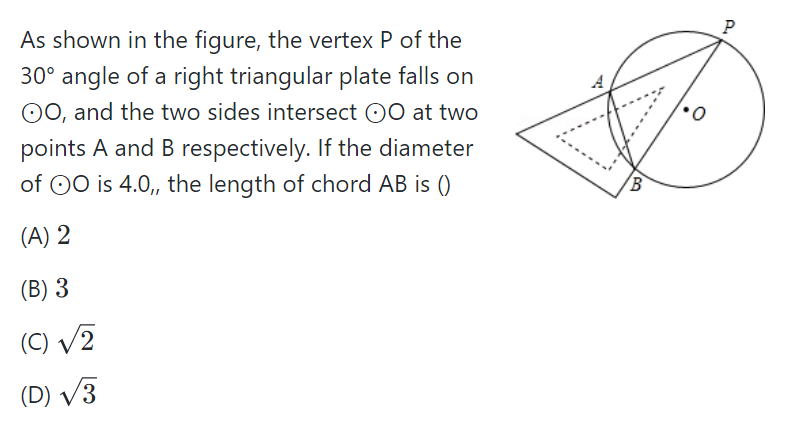 As shown in the figure, the vertex P of the
30° angle of a right triangular plate falls on
⊙O, and the two sides intersect ⊙O at two
points A and B respectively. If the diameter
of ⊙O is 4.0,, the length of chord AB is ()
(A) 2
(B) 3
(C) √2
(D) √3
P
A
O
B